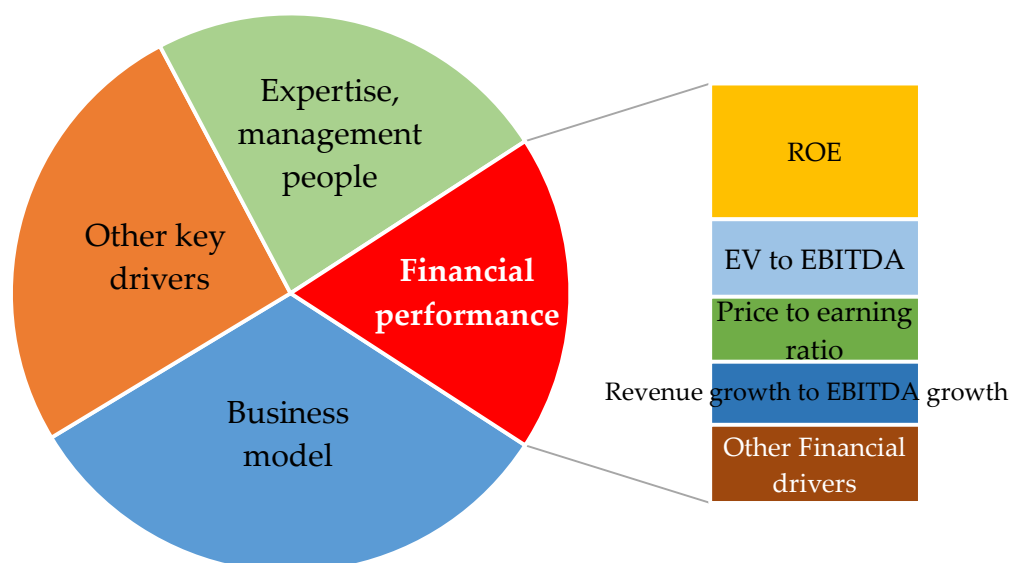 Expertise,
management
people
Other key
drivers
Financial
performance
Business
model
ROE
EV to EBITDA
Price to earning
ratio
Revenue growth to EBITDA growth
Other Financial
drivers